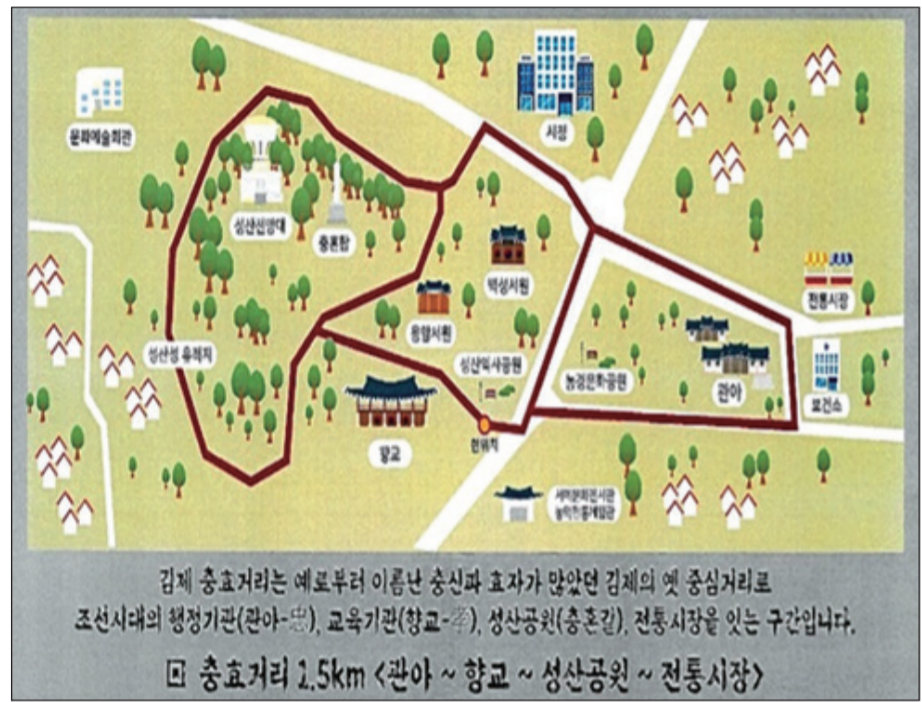 문화예술회관
시청
성산선양대
충혼탑
벽성서원
용암서원
전통시장
성산성 유적지
성산역사공원
농경문화공원
관아
보건소
향교
현위치
김제 충효거리는 예로부터 이름난 충신과 효자가 많았던 김제의 옛 중심거리로
조선시대의 행정기관(관아-忠), 교육기관(향교-孝), 성산공원(충혼길), 전통시장을 잇는 구간입니다.
回 충효거리 1.5km <관아 ~ 향교 ~ 성산공원 ~ 전통시장>